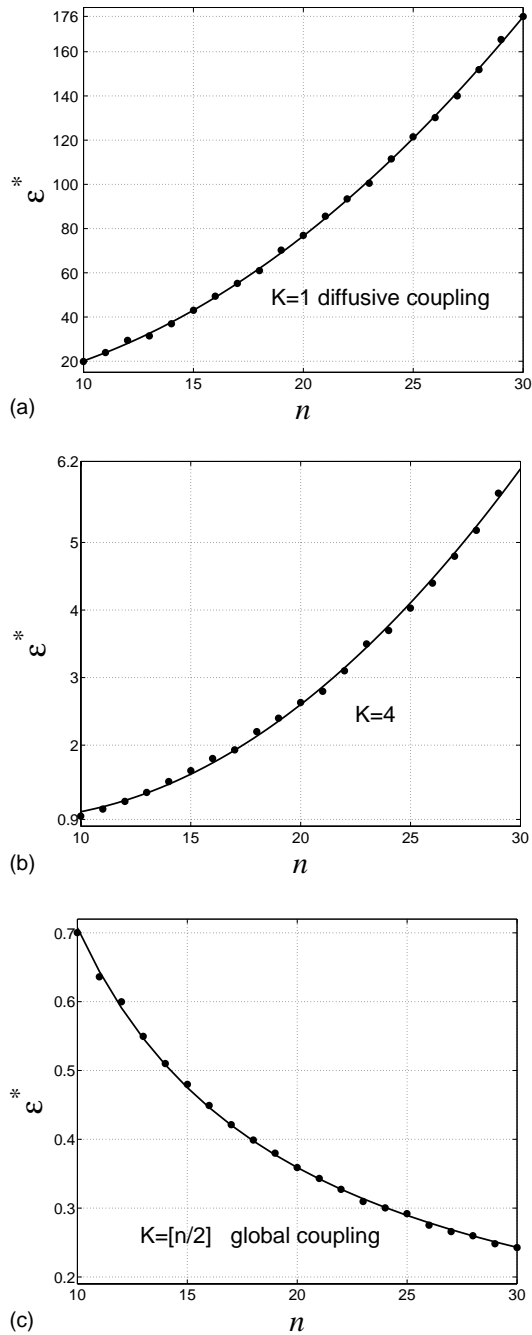 176
160
140
120
100
80
60
40
20
ε*
K=1 diffusive coupling
10 15 20 25 30
(a)
n
6.2
5
4
3
2
0.9
ε*
K=4
10 15 20 25 30
(b)
n
0.7
0.6
0.5
0.4
0.3
0.2
ε*
K=[n/2] global coupling
10 15 20 25 30
(c)
n